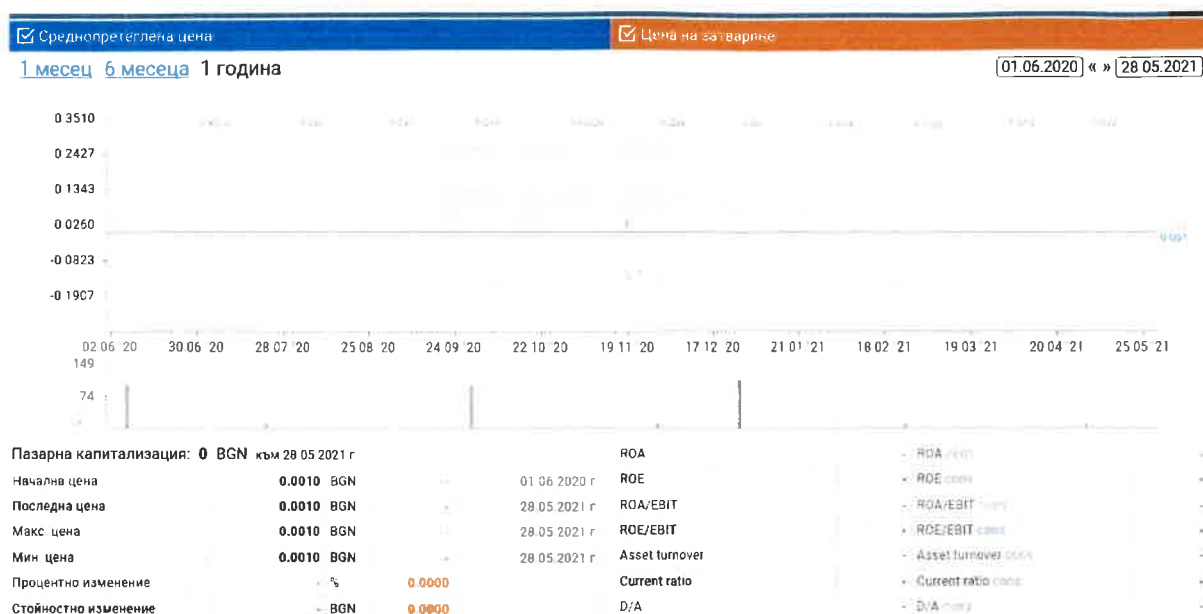 Среднопретеглена цена Цена на затваряне
1 месец 6 месеца 1 година 01.06.2020 « » 28 05.2021
0 3510
0 2427
0 1343
0 0260
-0 0823
-0 1907
02.06 20 30.06 20 28 07 20 25 08 20 24 09 20 22 10 20 19 11 20 17 12 20 21 01 21 18 02 21 19 03 21 20 04 21 25 05 21
149
74
Пазарна капитализация: 0 BGN към 28 05 2021 г ROA - ROA -
Начална цена 0.0010 BGN 01 06 2020 г ROE - ROE cons -
Последна цена 0.0010 BGN 28.05 2021 г ROA/EBIT - ROA/EBIT -
Макс. цена 0.0010 BGN 28.05 2021 г ROE/EBIT - ROE/EBIT cons -
Мин цена 0.0010 BGN 28 05 2021 г Asset turnover - Asset turnover cons -
Процентно изменение - % 0.0000 Current ratio - Current ratio cons -
Стойностно изменение - BGN 0.0000 D/A - D/A cons -